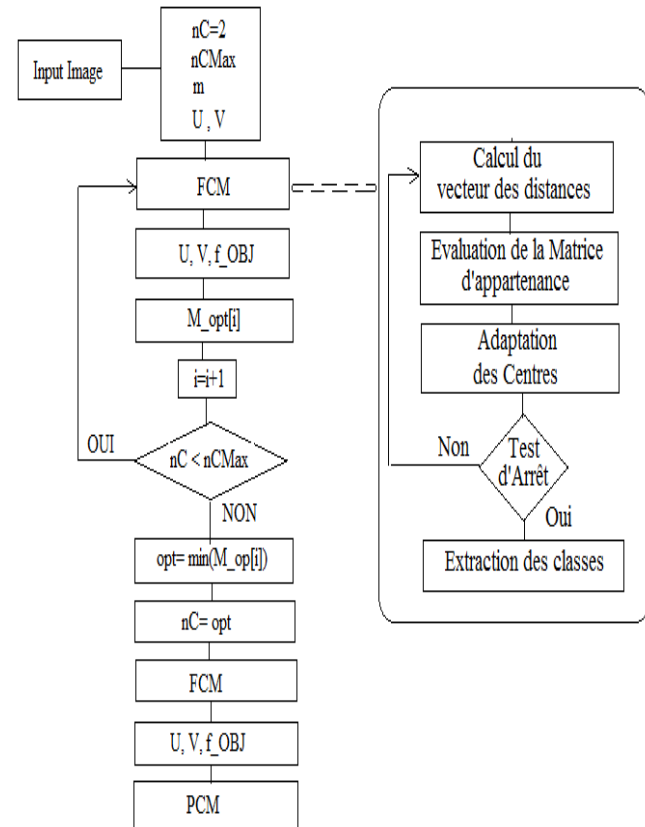 Input Image
nC=2
nCMax
m
U , V
FCM
U, V, f_OBJ
M_opt[i]
i=i+1
OUI
nC < nCMax
NON
opt= min(M_op[i])
nC= opt
FCM
U, V, f_OBJ
PCM
Calcul du
vecteur des distances
Evaluation de la Matrice
d'appartenance
Adaptation
des Centres
Non
Test
d'Arrêt
Oui
Extraction des classes